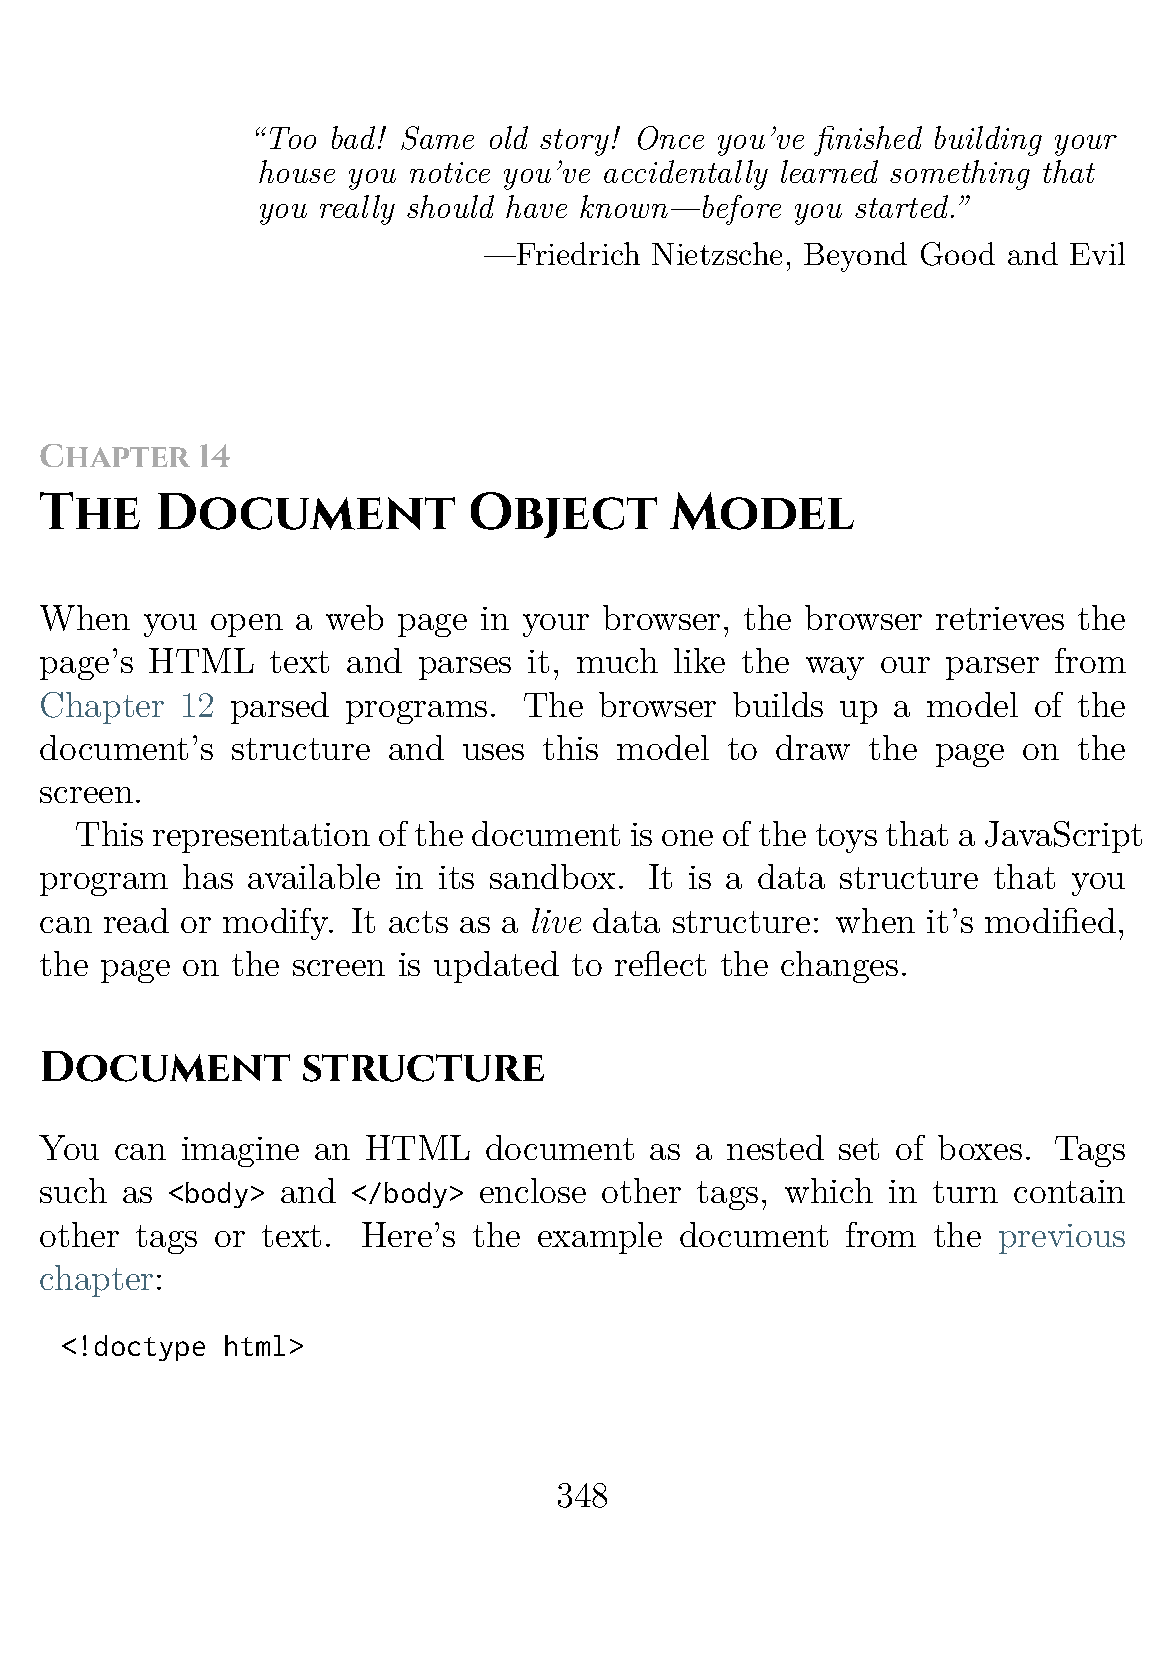 “Too bad! Same old story! Once you’ve finished building your
house you notice you’ve accidentally learned something that
you really should have known—before you started.”
—Friedrich Nietzsche, Beyond Good and Evil
Chapter 14
The Document Object Model
When you open a web page in your browser, the browser retrieves the
page’s HTML text and parses it, much like the way our parser from
Chapter 12 parsed programs. The browser builds up a model of the
document’s structure and uses this model to draw the page on the
screen.
This representation of the document is one of the toys that a JavaScript
program has available in its sandbox. It is a data structure that you
can read or modify. It acts as a live data structure: when it’s modified,
the page on the screen is updated to reflect the changes.
Document structure
You can imagine an HTML document as a nested set of boxes. Tags
such as <body> and </body> enclose other tags, which in turn contain
other tags or text. Here’s the example document from the previous
chapter:
<!doctype html>
348